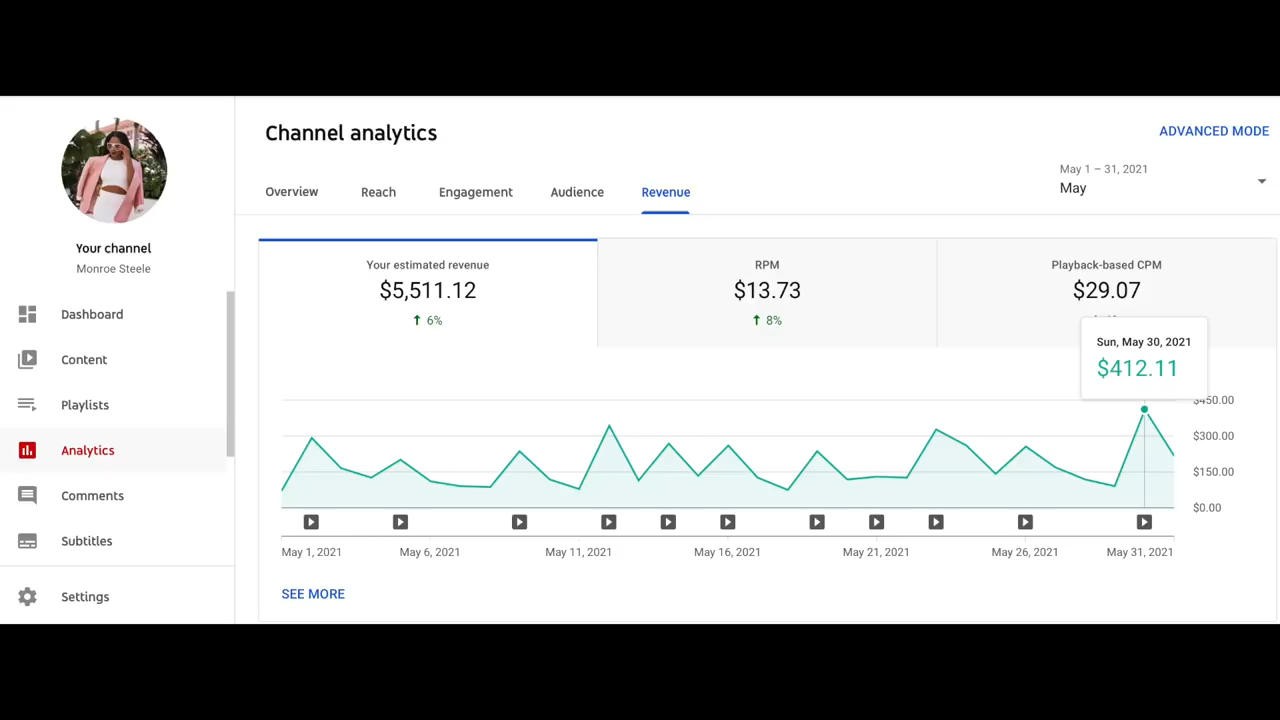 Channel analytics
ADVANCED MODE
May 1 – 31, 2021
May
Overview
Reach
Engagement
Audience
Revenue
Your channel
Monroe Steele
Dashboard
Content
Playlists
Analytics
Comments
Subtitles
Settings
Your estimated revenue
$5,511.12
↑ 6%
RPM
$13.73
↑ 8%
Playback-based CPM
$29.07
Sun, May 30, 2021
$412.11
$450.00
$300.00
$150.00
$0.00
May 1, 2021
May 6, 2021
May 11, 2021
May 16, 2021
May 21, 2021
May 26, 2021
May 31, 2021
SEE MORE